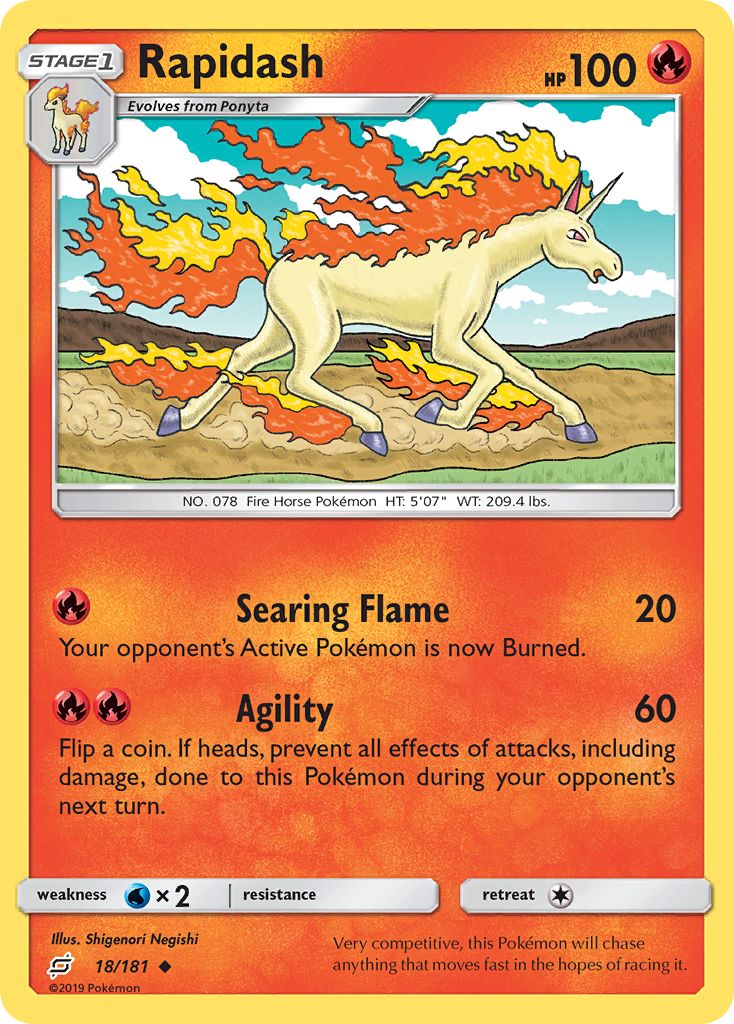 STAGE1
Rapidash
HP 100
Evolves from Ponyta
NO. 078 Fire Horse Pokémon HT: 5'07" WT: 209.4 lbs.
Searing Flame 20
Your opponent's Active Pokémon is now Burned.
Agility 60
Flip a coin. If heads, prevent all effects of attacks, including
damage, done to this Pokémon during your opponent's
next turn.
weakness ×2 resistance retreat
Illus. Shigenori Negishi
18/181
©2019 Pokémon
Very competitive, this Pokémon will chase
anything that moves fast in the hopes of racing it.